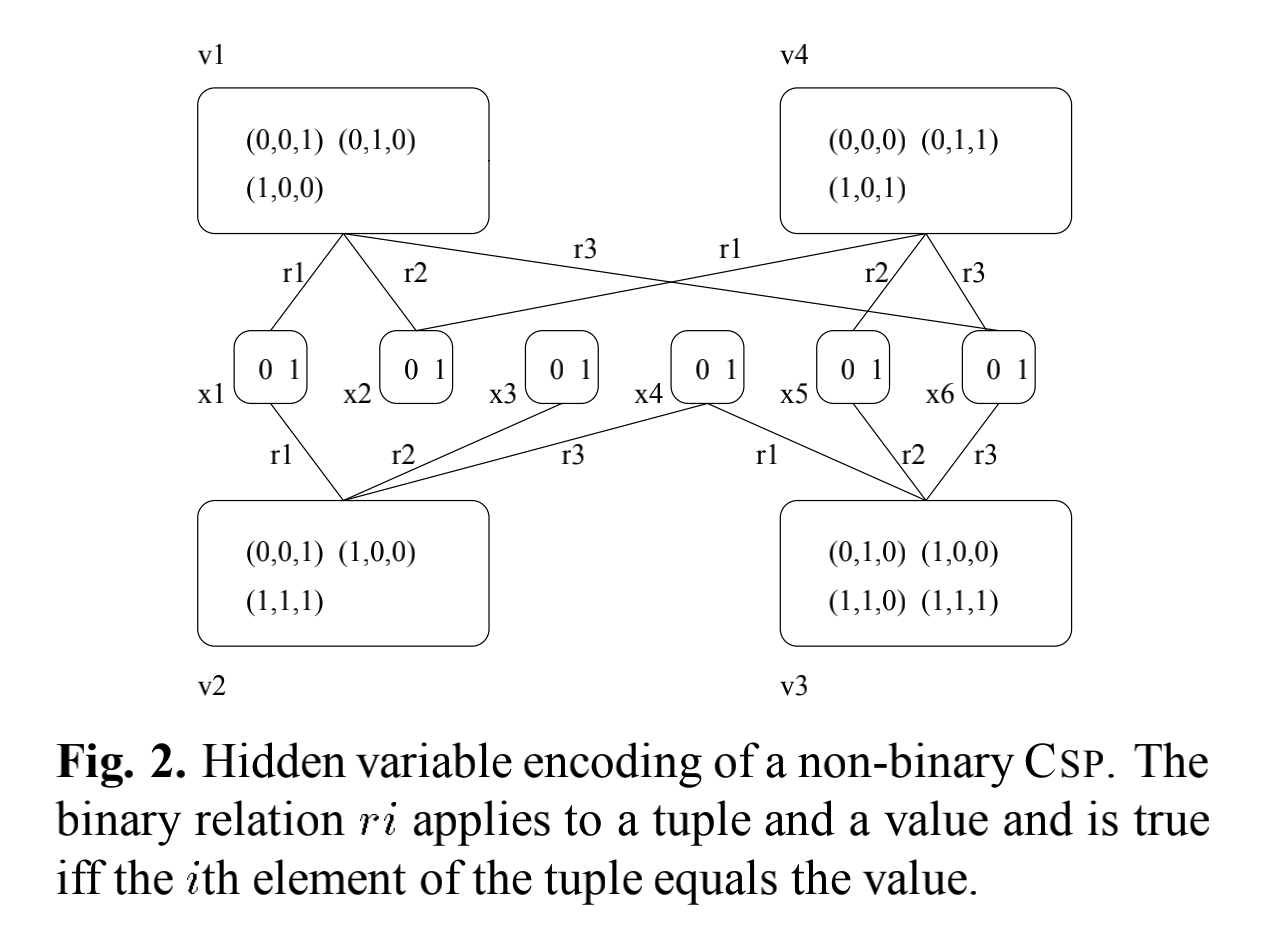 v1 v4
(0,0,1) (0,1,0) (0,0,0) (0,1,1)
(1,0,0) (1,0,1)
r3 r1
r1 r2 r2 r3
0 1 0 1 0 1 0 1 0 1 0 1
x1 x2 x3 x4 x5 x6
r1 r2 r3 r1 r2 r3
(0,0,1) (1,0,0) (0,1,0) (1,0,0)
(1,1,1) (1,1,0) (1,1,1)
v2 v3
Fig. 2. Hidden variable encoding of a non-binary CSP. The
binary relation ri applies to a tuple and a value and is true
iff the ith element of the tuple equals the value.